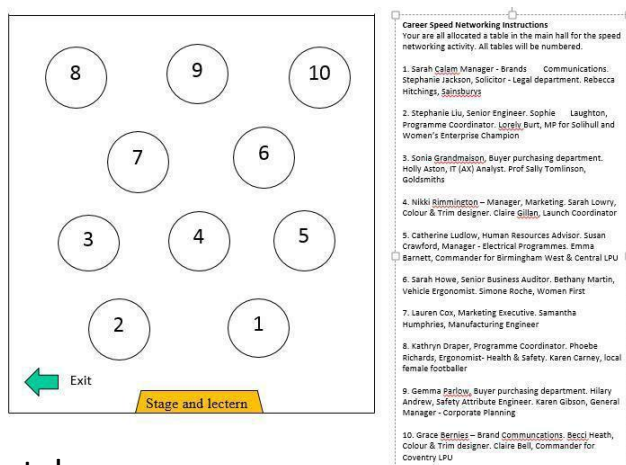 8
9
10
7
6
3
4
5
2
1
Exit
Stage and lectern
Career Speed Networking Instructions
Your are all allocated a table in the main hall for the speed
networking activity. All tables will be numbered.
1. Sarah Calam Manager - Brands Communications.
Stephanie Jackson, Solicitor - Legal department. Rebecca
Hitchings, Sainsburys
2. Stephanie Liu, Senior Engineer. Sophie Laughton,
Programme Coordinator. Lorely Burt, MP for Solihull and
Women's Enterprise Champion
3. Sonia Grandmaison, Buyer purchasing department.
Holly Aston, IT (AX) Analyst. Prof Sally Tomlinson,
Goldsmiths
4. Nikki Rimmington – Manager, Marketing. Sarah Lowry,
Colour & Trim designer. Claire Gillan, Launch Coordinator
5. Catherine Ludlow, Human Resources Advisor. Susan
Crawford, Manager - Electrical Programmes. Emma
Barnett, Commander for Birmingham West & Central LPU
6. Sarah Howe, Senior Business Auditor. Bethany Martin,
Vehicle Ergonomist. Simone Roche, Women First
7. Lauren Cox, Marketing Executive. Samantha
Humphries, Manufacturing Engineer
8. Kathryn Draper, Programme Coordinator. Phoebe
Richards, Ergonomist- Health & Safety. Karen Carney, local
female footballer
9. Gemma Parlow, Buyer purchasing department. Hilary
Andrew, Safety Attribute Engineer. Karen Gibson, General
Manager - Corporate Planning
10. Grace Bernies – Brand Communcations. Becci Heath,
Colour & Trim designer. Claire Bell, Commander for
Coventry LPU